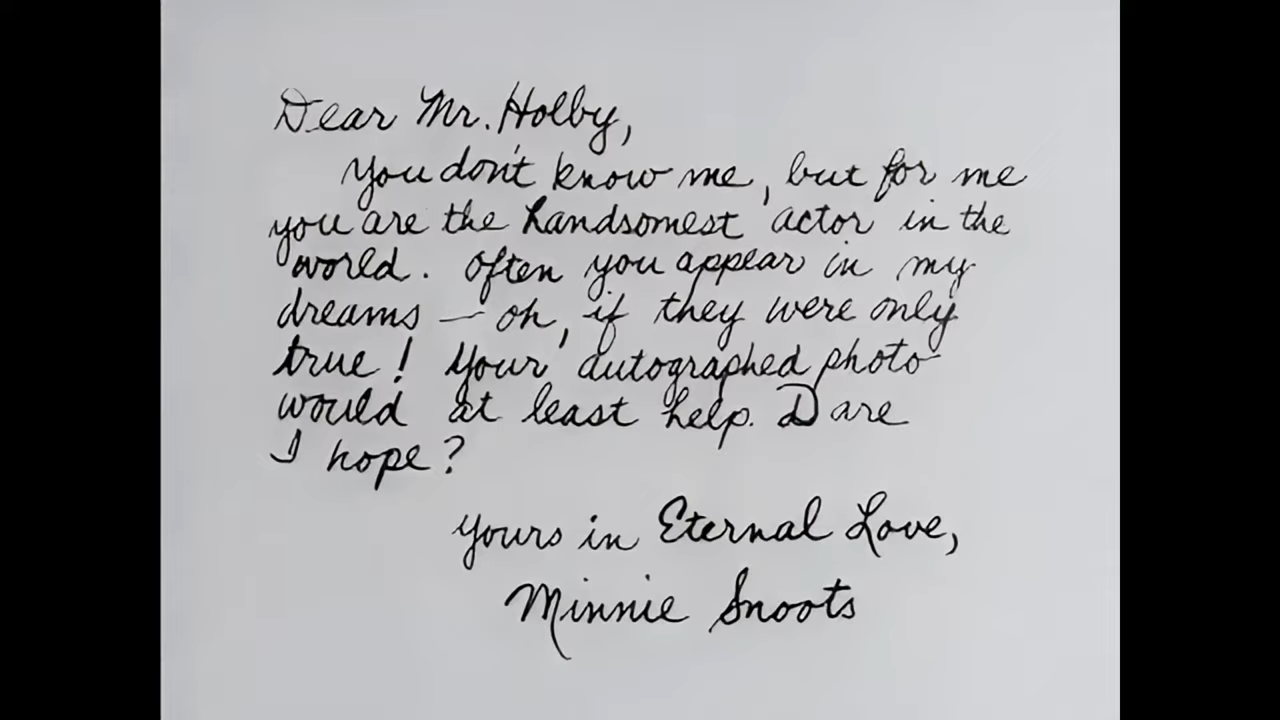 Dear Mr. Holby,
You don't know me, but for me
you are the handsomest actor in the
world. Often you appear in my
dreams — oh, if they were only
true! Your autographed photo
would at least help. Dare
I hope?
Yours in Eternal Love,
Minnie Snoots